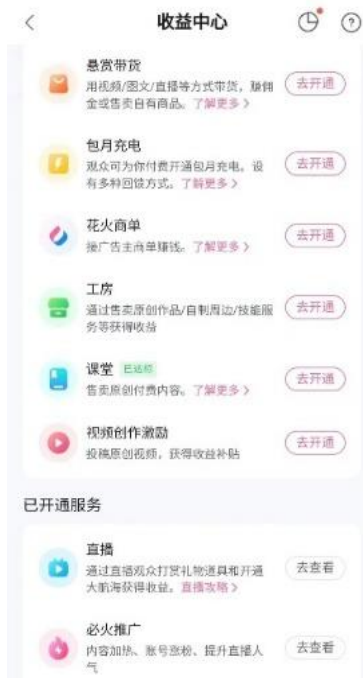 收益中心
悬赏带货
用视频/图文/直播等方式带货，赚佣
金或售卖自有商品。了解更多 >
去开通
包月充电
观众可为你付费开通包月充电。设
有多种回馈方式。了解更多 >
去开通
花火商单
接广告主商单赚钱。了解更多 >
去开通
工房
通过售卖原创作品/自制周边/技能服
务等获得收益
去开通
课堂 已达标
售卖原创付费内容。了解更多 >
去开通
视频创作激励
投稿原创视频，获得收益补贴
去开通
已开通服务
直播
通过直播观众打赏礼物道具和开通
大航海获得收益。直播攻略 >
去查看
必火推广
内容加热、账号涨粉、提升直播人
气
去查看